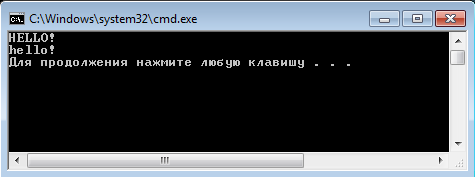 C:\Windows\system32\cmd.exe
HELLO!
hello!
Для продолжения нажмите любую клавишу . . .